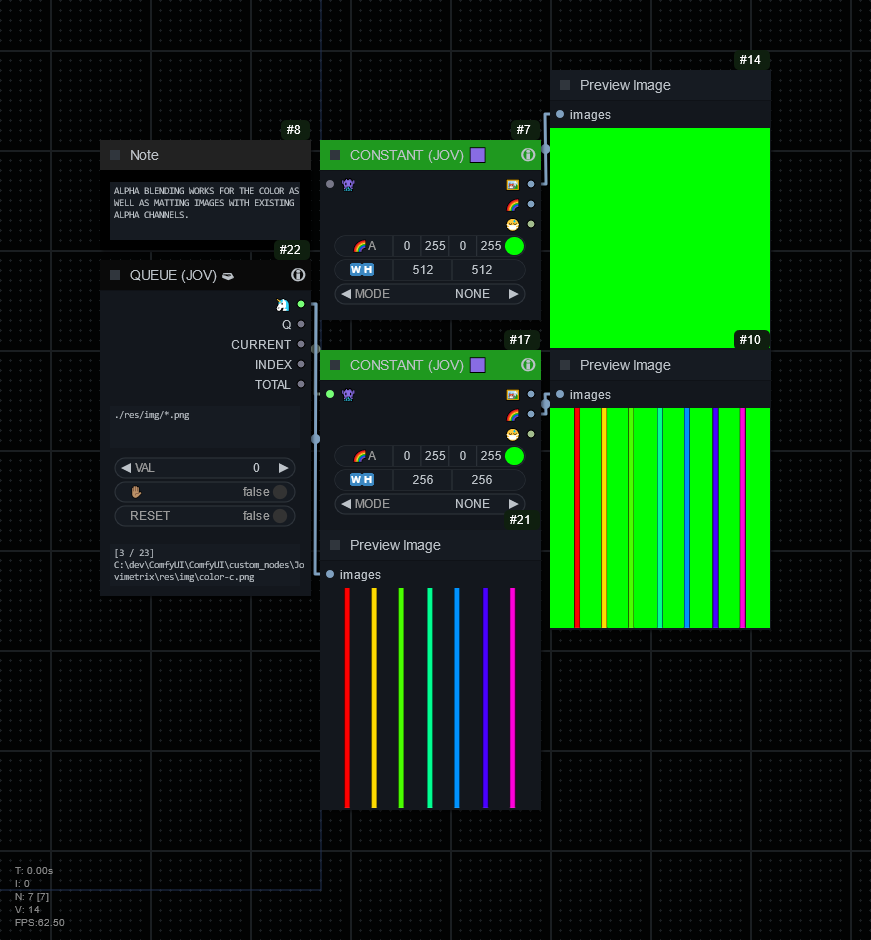 #14
Preview Image
images
#8
Note
ALPHA BLENDING WORKS FOR THE COLOR AS
WELL AS MATTING IMAGES WITH EXISTING
ALPHA CHANNELS.
#7
CONSTANT (JOV)
A 0 255 0 255
WH 512 512
MODE NONE
#22
QUEUE (JOV)
Q
CURRENT
INDEX
TOTAL
./res/img/*.png
VAL 0
false
RESET false
[3 / 23]
C:\dev\ComfyUI\ComfyUI\custom_nodes\Jo
vimetrix\res\img\color-c.png
#17
CONSTANT (JOV)
A 0 255 0 255
WH 256 256
MODE NONE
#10
Preview Image
images
#21
Preview Image
images
T: 0.00s
I: 0
N: 7 [7]
V: 14
FPS:62.50